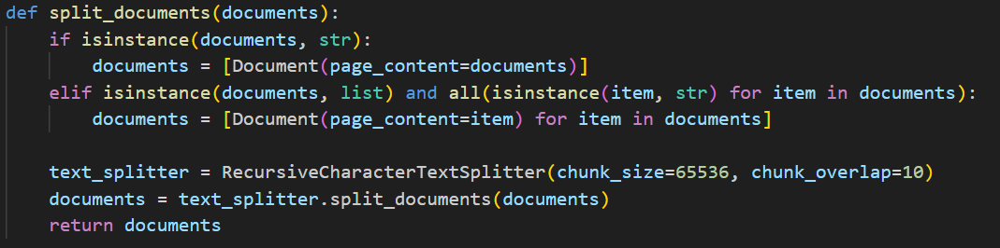 def split_documents(documents):
    if isinstance(documents, str):
        documents = [Document(page_content=documents)]
    elif isinstance(documents, list) and all(isinstance(item, str) for item in documents):
        documents = [Document(page_content=item) for item in documents]

    text_splitter = RecursiveCharacterTextSplitter(chunk_size=65536, chunk_overlap=10)
    documents = text_splitter.split_documents(documents)
    return documents